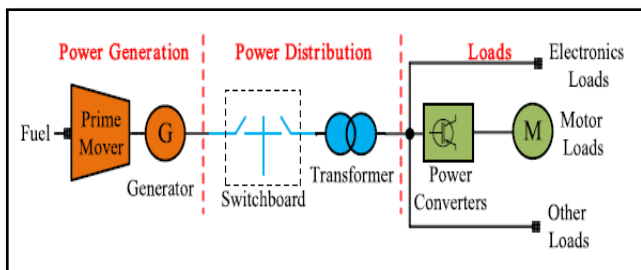 Power Generation
Power Distribution
Loads
Electronics
Loads
Fuel
Prime
Mover
G
Generator
Switchboard
Transformer
Power
Converters
M
Motor
Loads
Other
Loads